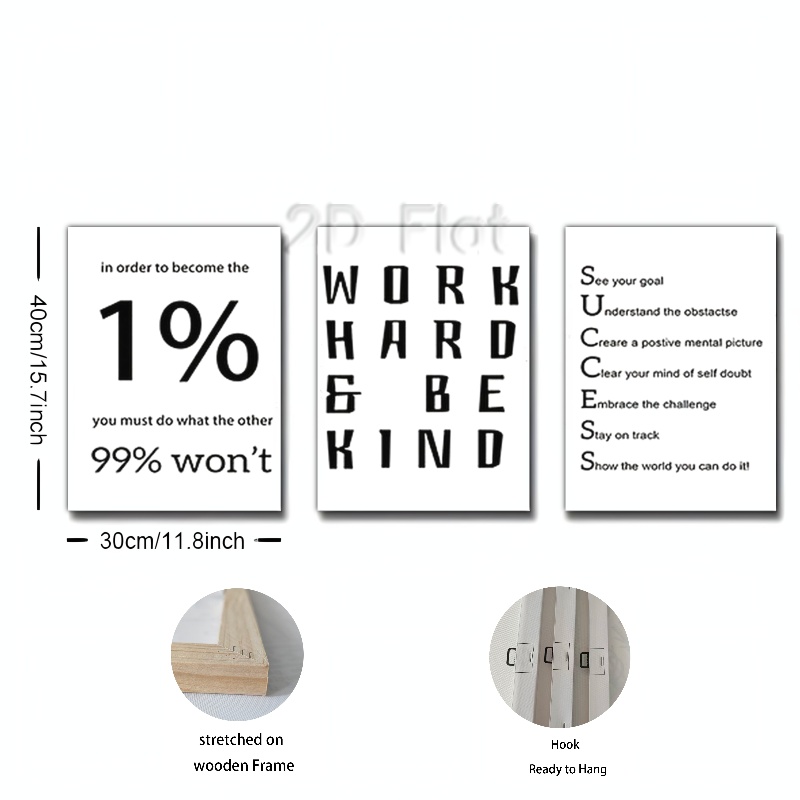 2D Flat
in order to become the
1%
you must do what the other
99% won't
WORK
HARD
& BE
KIND
See your goal
Understand the obstactse
Creare a postive mental picture
Clear your mind of self doubt
Embrace the challenge
Stay on track
Show the world you can do it!
40cm/15.7inch
30cm/11.8inch
stretched on
wooden Frame
Hook
Ready to Hang